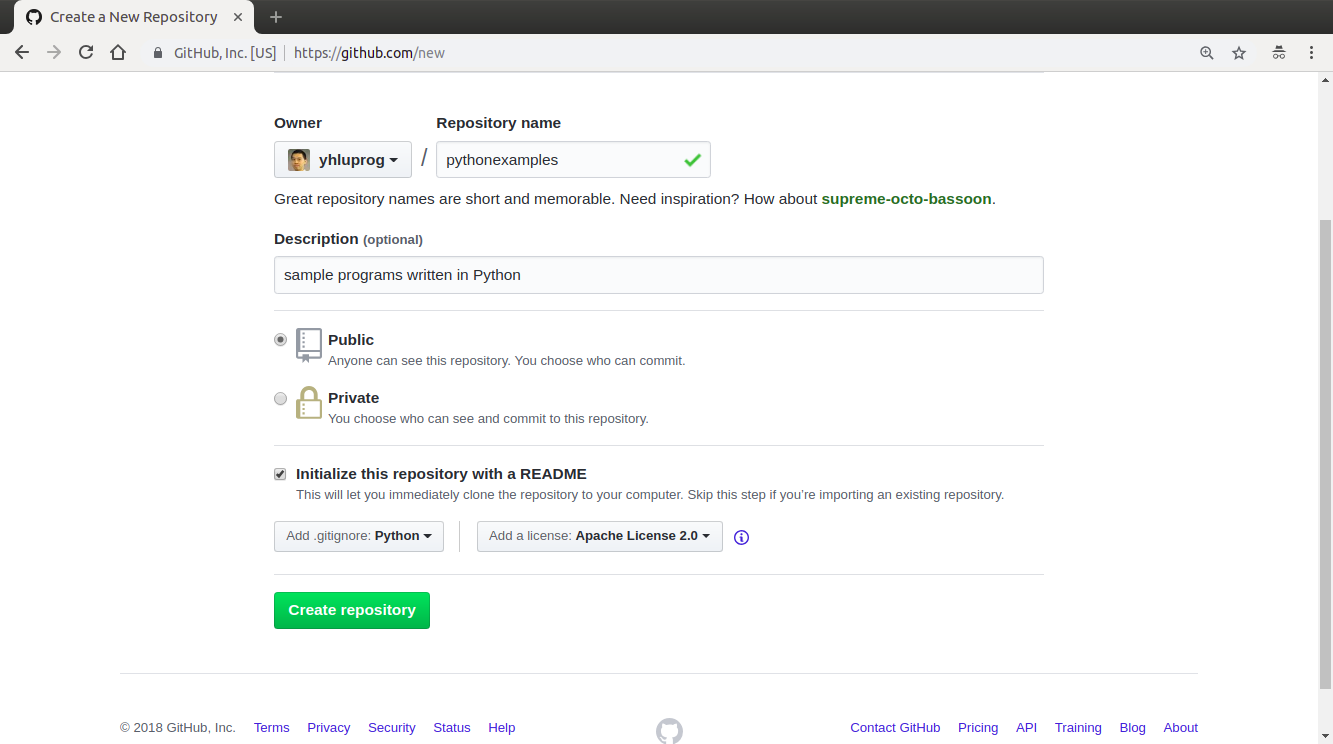 Create a New Repository
GitHub, Inc. [US] https://github.com/new
Owner Repository name
yhluprog / pythonexamples
Great repository names are short and memorable. Need inspiration? How about supreme-octo-bassoon.
Description (optional)
sample programs written in Python
Public
Anyone can see this repository. You choose who can commit.
Private
You choose who can see and commit to this repository.
Initialize this repository with a README
This will let you immediately clone the repository to your computer. Skip this step if you’re importing an existing repository.
Add .gitignore: Python Add a license: Apache License 2.0
Create repository
© 2018 GitHub, Inc. Terms Privacy Security Status Help Contact GitHub Pricing API Training Blog About